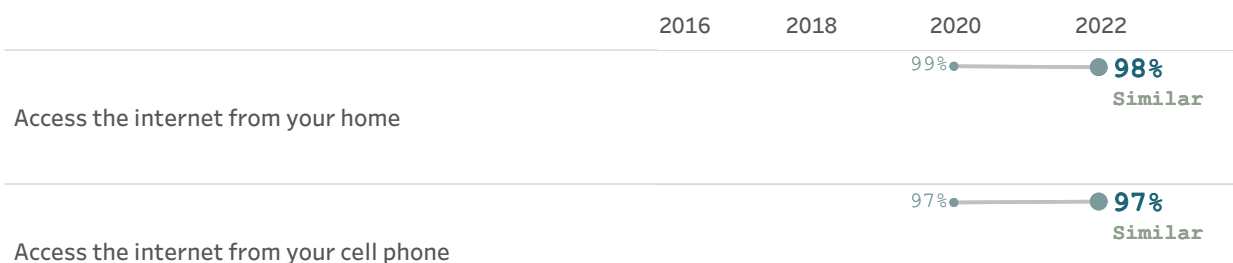 2016 2018 2020 2022
99% 98%
Similar
Access the internet from your home
97% 97%
Similar
Access the internet from your cell phone